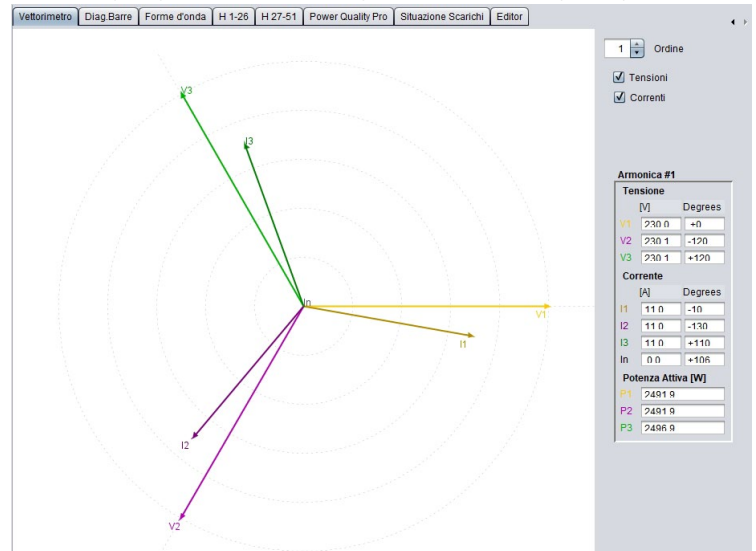 Vettorimetro Diag.Barre Forme d'onda H 1-26 H 27-51 Power Quality Pro Situazione Scarichi Editor
1 Ordine
Tensioni
Correnti
V3
I3
In
V1
I1
I2
V2
Armonica #1
Tensione
[V] Degrees
V1 230.0 +0
V2 230.1 -120
V3 230.1 +120
Corrente
[A] Degrees
I1 11.0 -10
I2 11.0 -130
I3 11.0 +110
In 0.0 +106
Potenza Attiva [W]
P1 2491.9
P2 2491.9
P3 2496.9